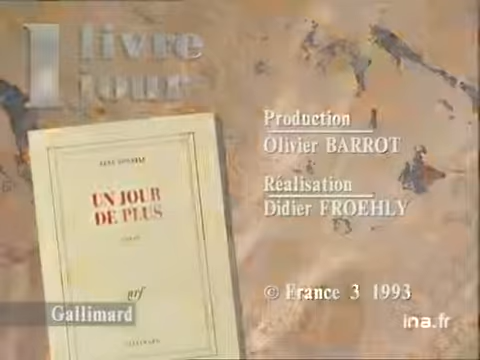 1 livre
jour
Production
Olivier BARROT
UN JOUR
DE PLUS
Réalisation
Didier FROEHLY
nrf
© France 3 1993
Gallimard
ina.fr
GALLIMARD